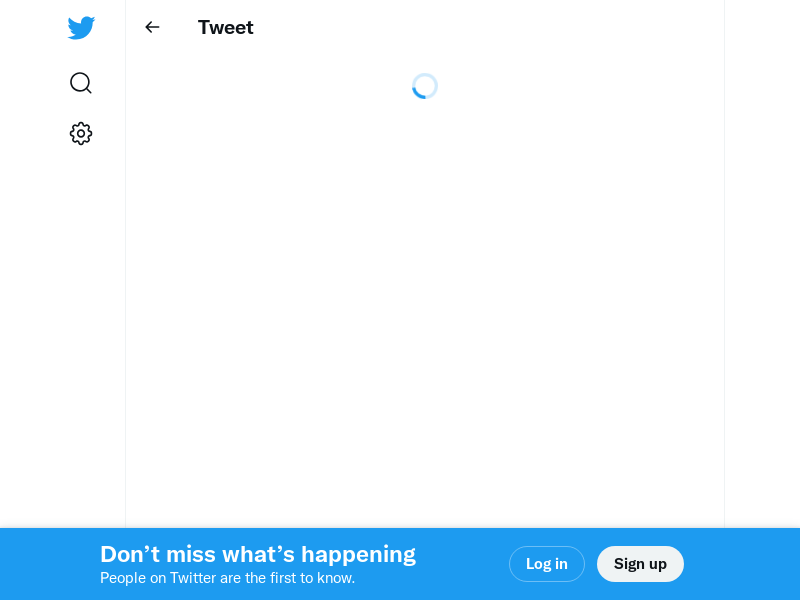 Tweet
Don’t miss what’s happening
People on Twitter are the first to know.
Log in
Sign up